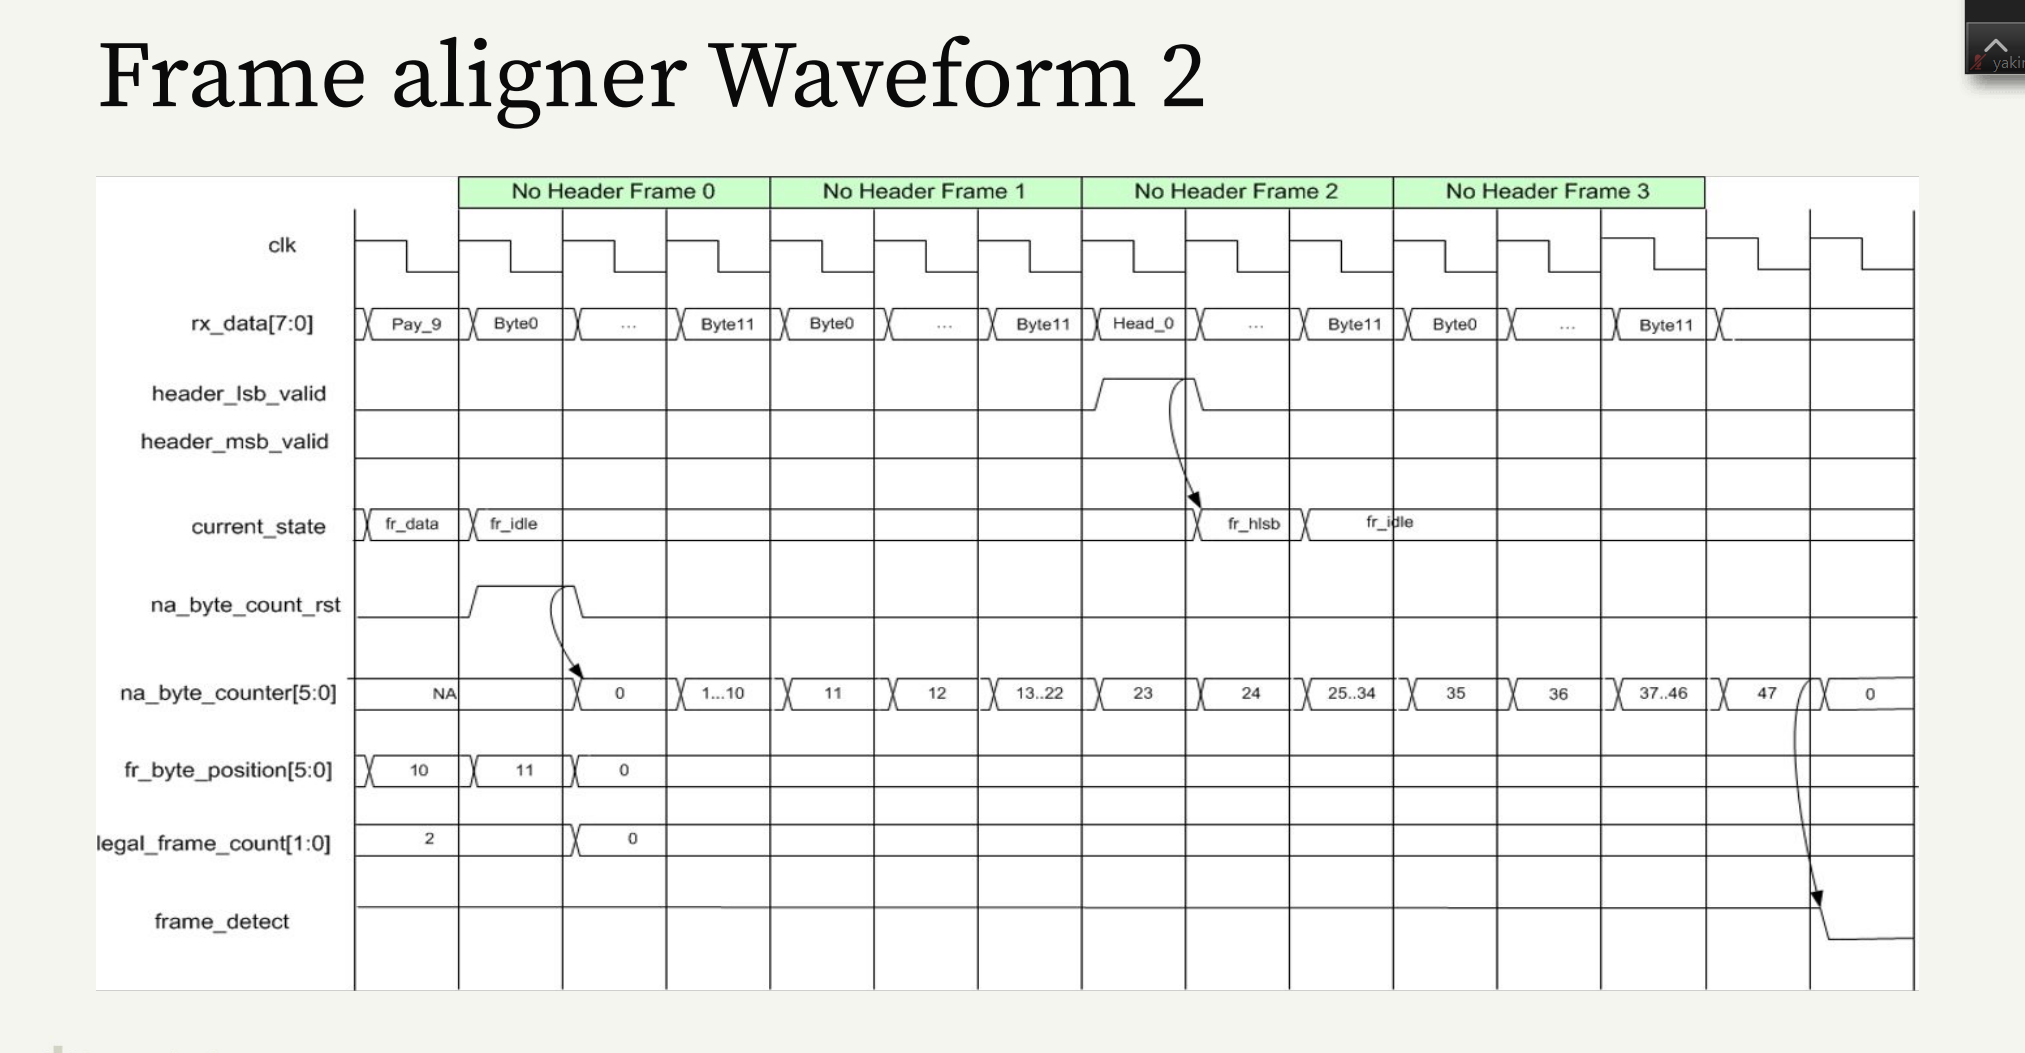 Frame aligner Waveform 2
No Header Frame 0 No Header Frame 1 No Header Frame 2 No Header Frame 3
clk
rx_data[7:0] Pay_9 Byte0 ... Byte11 Byte0 ... Byte11 Head_0 ... Byte11 Byte0 ... Byte11
header_lsb_valid
header_msb_valid
current_state fr_data fr_idle fr_hlsb fr_idle
na_byte_count_rst
na_byte_counter[5:0] NA 0 1...10 11 12 13..22 23 24 25..34 35 36 37..46 47 0
fr_byte_position[5:0] 10 11 0
legal_frame_count[1:0] 2 0
frame_detect